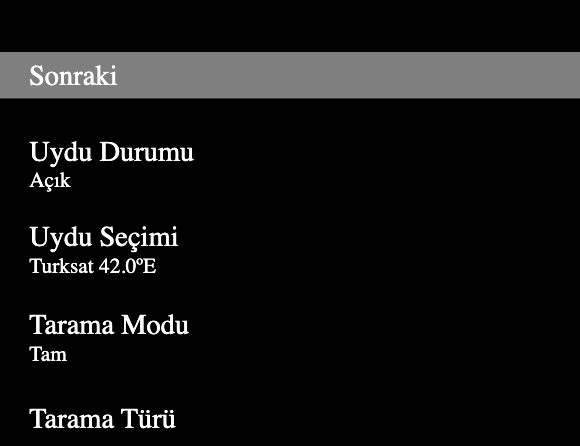 Sonraki
Uydu Durumu
Açık
Uydu Seçimi
Turksat 42.0ºE
Tarama Modu
Tam
Tarama Türü